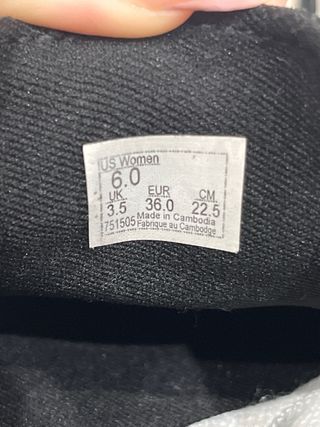 US Women
6.0
UK EUR CM
3.5 36.0 22.5
751505 Made in Cambodia
Fabrique au Cambodge